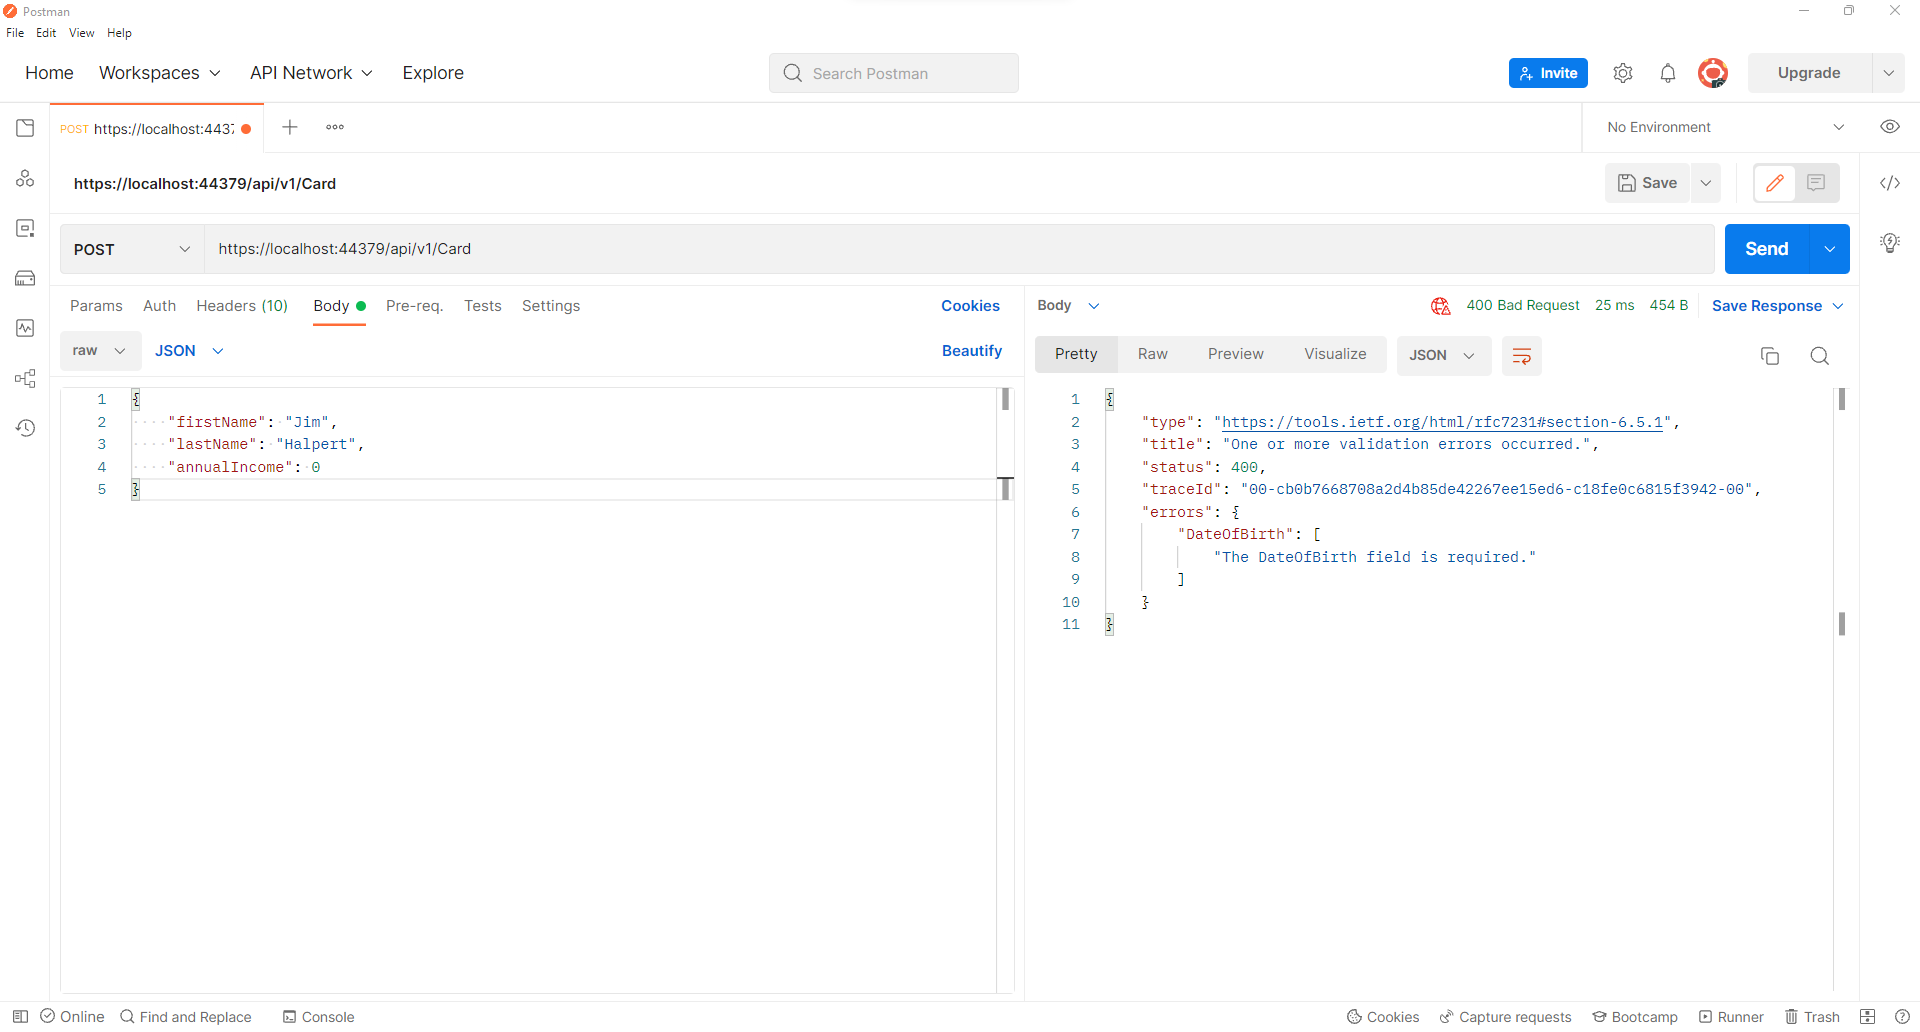 Postman
File Edit View Help
Home Workspaces API Network Explore Search Postman Invite Upgrade
POST https://localhost:4437 No Environment
https://localhost:44379/api/v1/Card Save
POST https://localhost:44379/api/v1/Card Send
Params Auth Headers (10) Body Pre-req. Tests Settings Cookies
raw JSON Beautify
1 {
2 "firstName": "Jim",
3 "lastName": "Halpert",
4 "annualIncome": 0
5 }
Body 400 Bad Request 25 ms 454 B Save Response
Pretty Raw Preview Visualize JSON
1 {
2 "type": "https://tools.ietf.org/html/rfc7231#section-6.5.1",
3 "title": "One or more validation errors occurred.",
4 "status": 400,
5 "traceId": "00-cb0b7668708a2d4b85de42267ee15ed6-c18fe0c6815f3942-00",
6 "errors": {
7 "DateOfBirth": [
8 "The DateOfBirth field is required."
9 ]
10 }
11 }
Online Find and Replace Console Cookies Capture requests Bootcamp Runner Trash